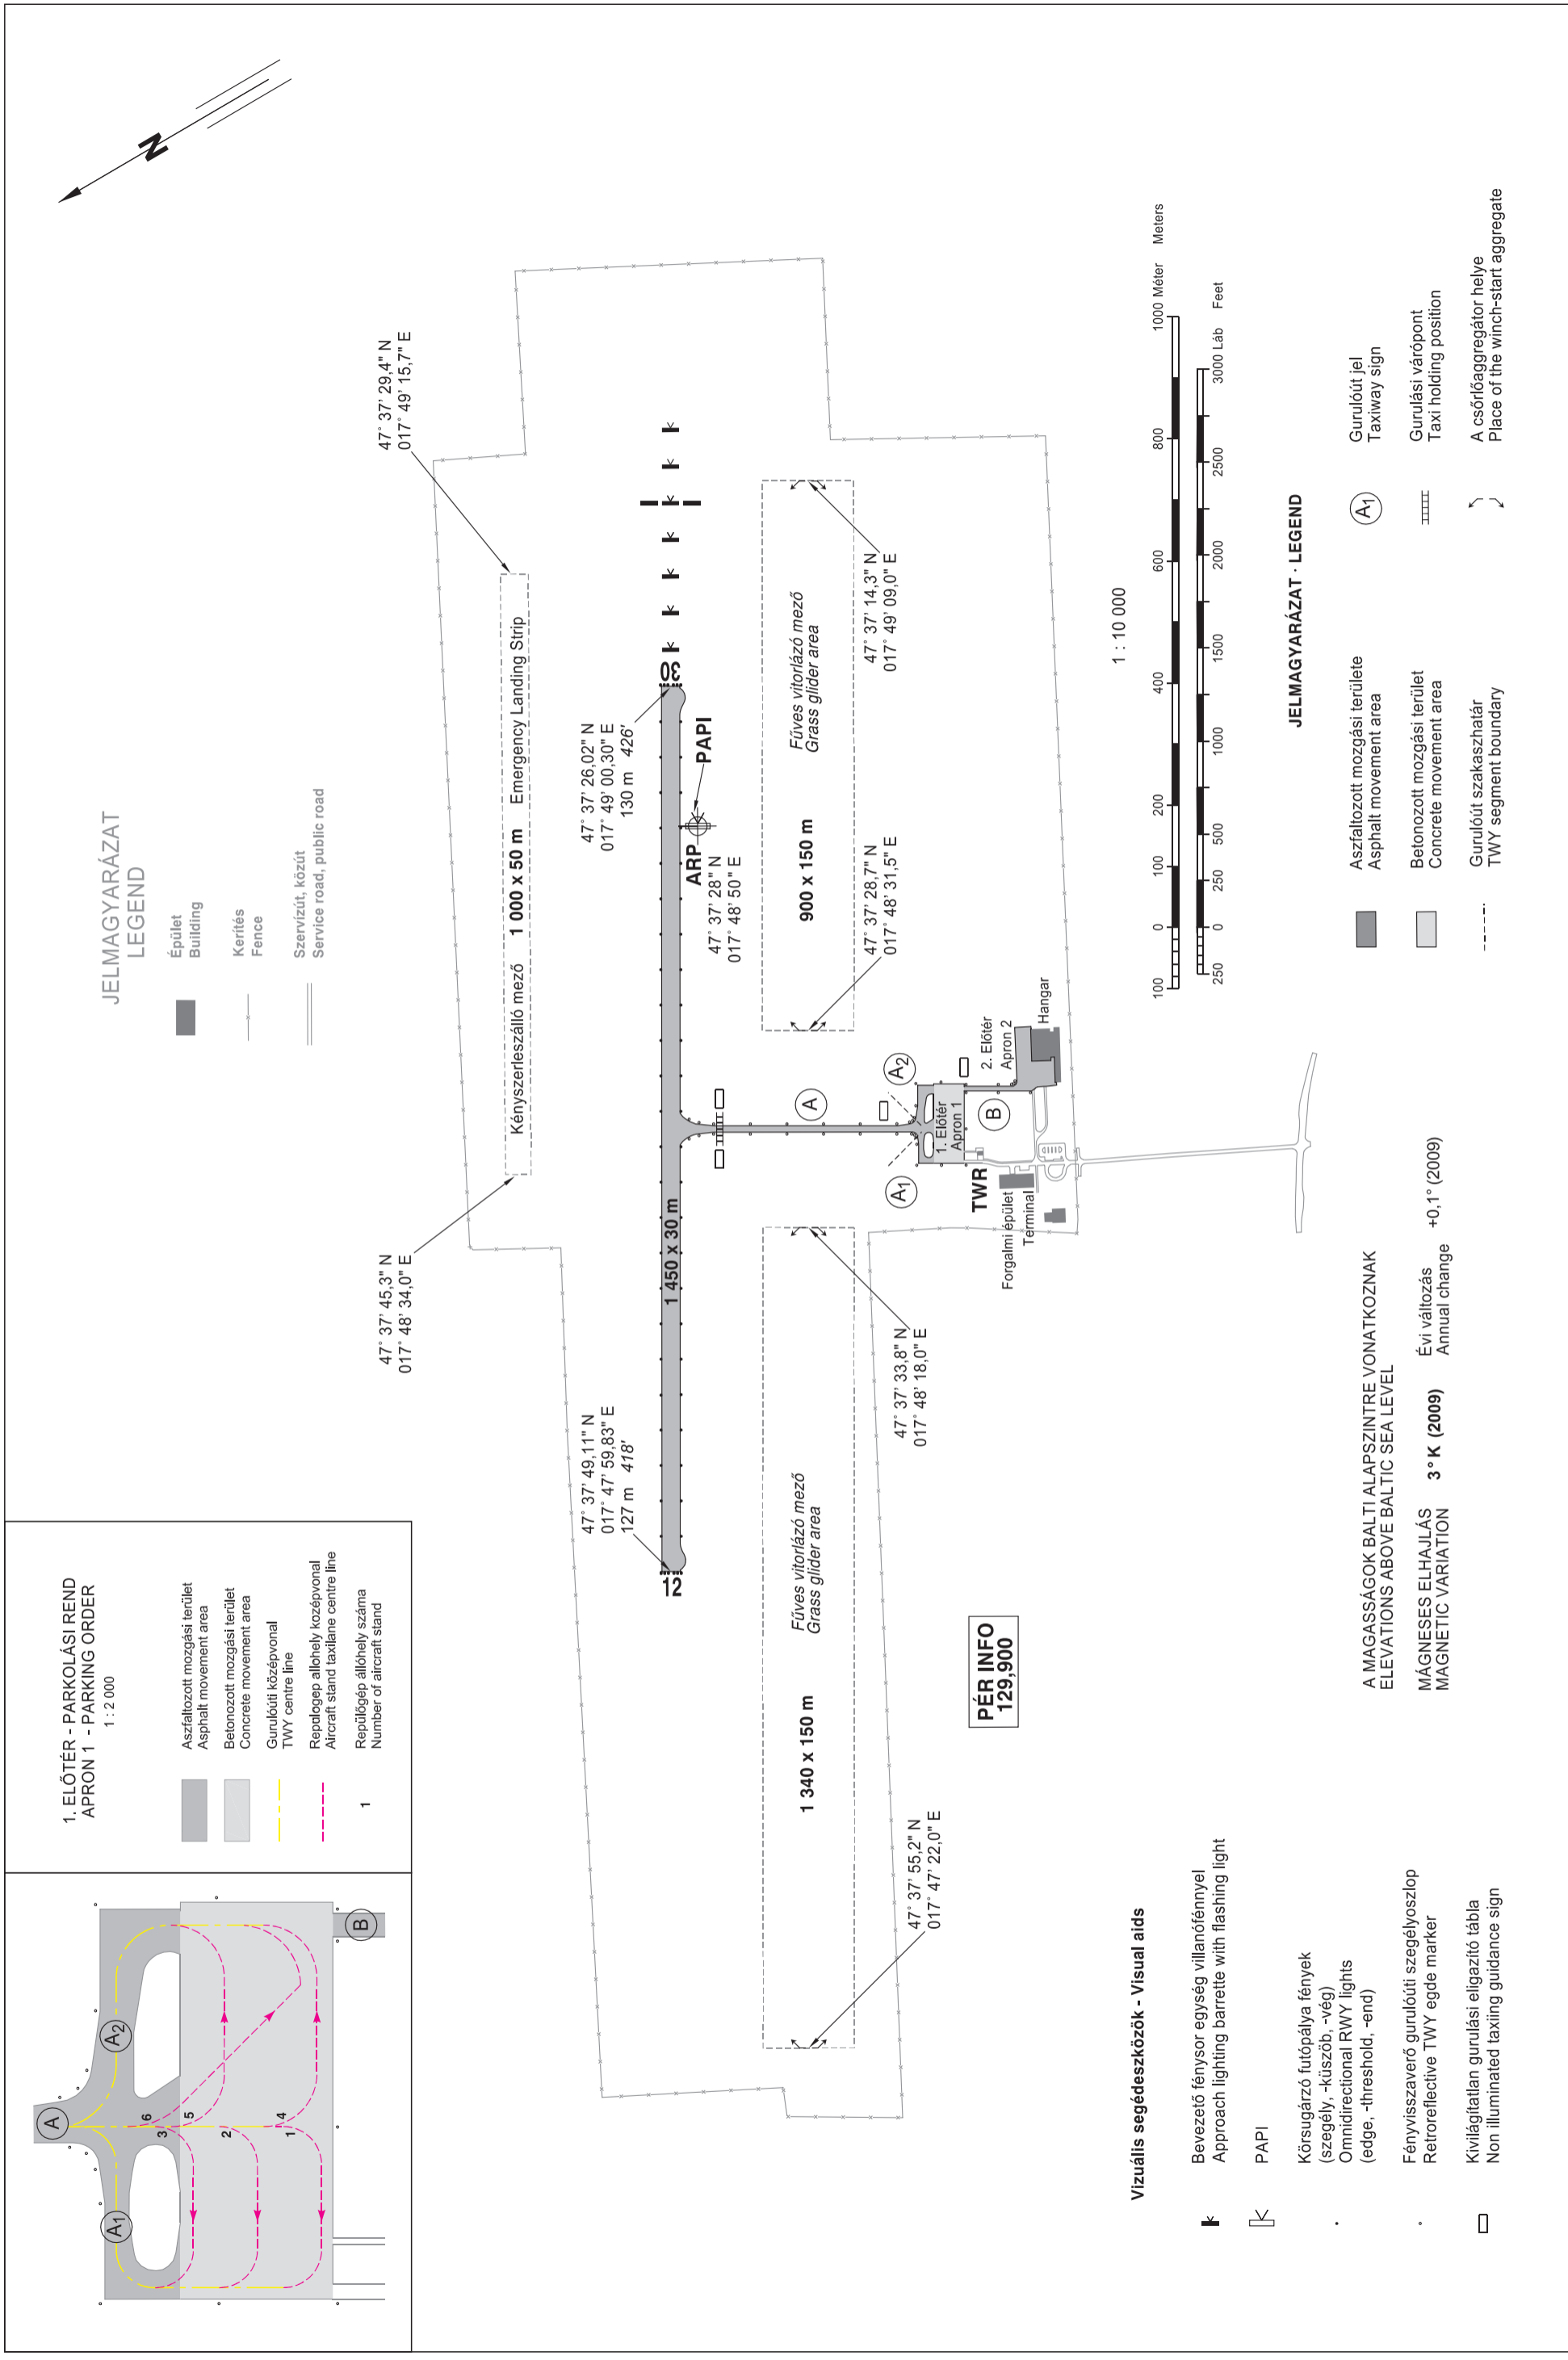 1. ELŐTÉR - PARKOLÁSI REND
APRON 1 - PARKING ORDER
1 : 2 000
Aszfaltozott mozgási terület
Asphalt movement area
Betonozott mozgási terület
Concrete movement area
Gurulóúti középvonal
TWY centre line
Repdlogep allohely kozépvonal
Aircraft stand taxilane centre line
1
Repülőgép állóhely száma
Number of aircraft stand
A
A1
A2
B
3
6
5
2
1
4
JELMAGYARÁZAT
LEGEND
Épület
Building
Kerítés
Fence
Szervízút, közút
Service road, public road
N
47° 37' 29,4" N
017° 49' 15,7" E
47° 37' 45,3" N
017° 48' 34,0" E
Kényszerleszálló mező 1 000 x 50 m Emergency Landing Strip
47° 37' 49,11" N
017° 47' 59,83" E
127 m 418'
47° 37' 26,02" N
017° 49' 00,30" E
130 m 426'
12
1 450 x 30 m
30
ARP
PAPI
47° 37' 28" N
017° 48' 50" E
A
A1
A2
B
1. Előtér
Apron 1
2. Előtér
Apron 2
Hangar
TWR
Forgalmi épület
Terminal
Füves vitorlázó mező
Grass glider area
1 340 x 150 m
Füves vitorlázó mező
Grass glider area
900 x 150 m
47° 37' 28,7" N
017° 48' 31,5" E
47° 37' 14,3" N
017° 49' 09,0" E
47° 37' 33,8" N
017° 48' 18,0" E
47° 37' 55,2" N
017° 47' 22,0" E
PÉR INFO
129,900
1 : 10 000
100 0 100 200 400 600 800 1000 Méter Meters
250 0 250 500 1000 1500 2000 2500 3000 Láb Feet
JELMAGYARÁZAT · LEGEND
Aszfaltozott mozgási területe
Asphalt movement area
Betonozott mozgási terület
Concrete movement area
Gurulóút szakaszhatár
TWY segment boundary
A1
Gurulóút jel
Taxiway sign
Gurulási várópont
Taxi holding position
A csőrlőaggregátor helye
Place of the winch-start aggregate
A MAGASSÁGOK BALTI ALAPSZINTRE VONATKOZNAK
ELEVATIONS ABOVE BALTIC SEA LEVEL
MÁGNESES ELHAJLÁS
MAGNETIC VARIATION
3° K (2009)
Évi változás
Annual change
+0,1° (2009)
Vizuális segédeszközök - Visual aids
Bevezető fénysor egység villanófénnyel
Approach lighting barrette with flashing light
PAPI
Körsugárzó futópálya fények
(szegély, -küszöb, -vég)
Omnidirectional RWY lights
(edge, -threshold, -end)
Fényvisszaverő gurulóúti szegélyoszlop
Retroreflective TWY egde marker
Kivilágítatlan gurulási eligazító tábla
Non illuminated taxiing guidance sign